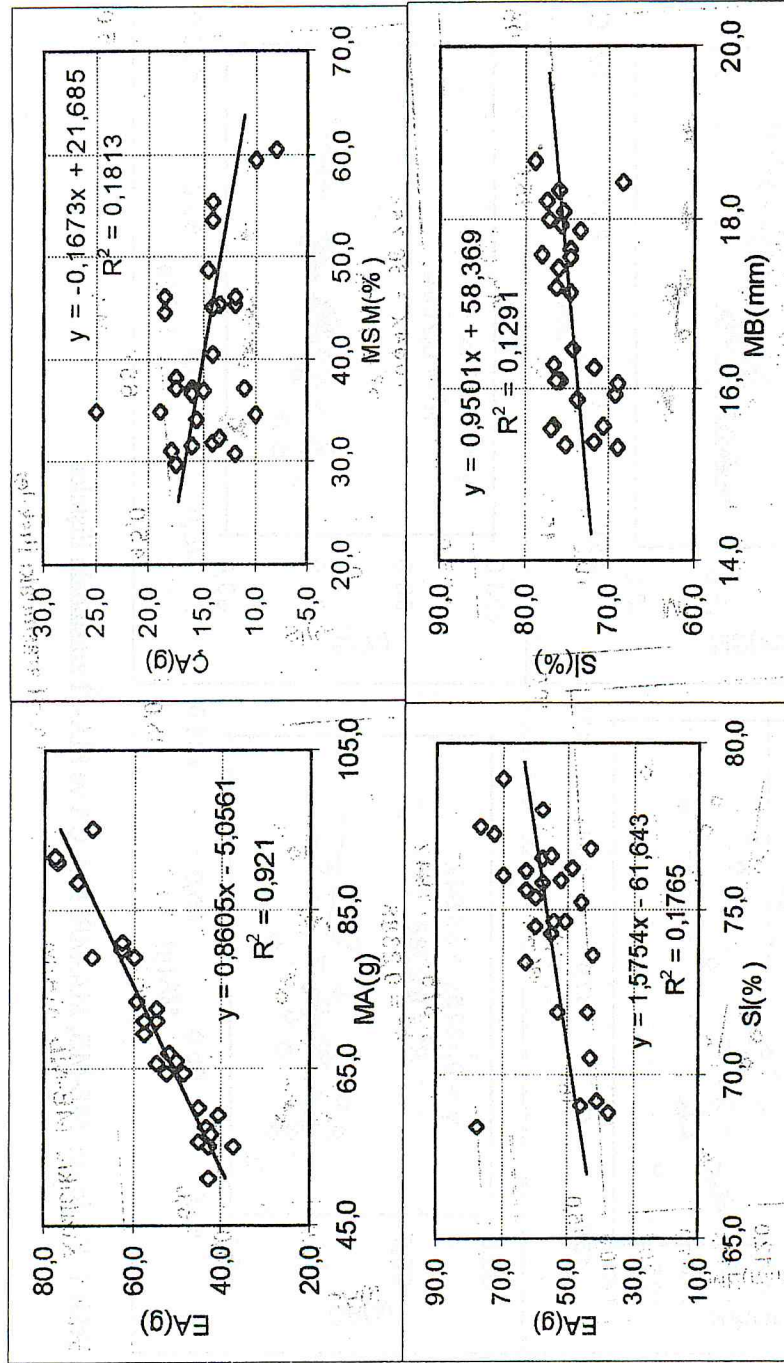 80,0
60,0
40,0
20,0
EA(g)
y = 0,8605x - 5,0561
R² = 0,921
45,0 65,0 85,0 105,0
MA(g)
30,0
25,0
20,0
15,0
10,0
5,0
ÇA(g)
y = -0,1673x + 21,685
R² = 0,1813
20,0 30,0 40,0 50,0 60,0 70,0
MSM(%)
90,0
70,0
50,0
30,0
10,0
EA(g)
y = 1,5754x - 61,643
R² = 0,1765
65,0 70,0 75,0 80,0
SI(%)
90,0
80,0
70,0
60,0
SI(%)
y = 0,9501x + 58,369
R² = 0,1291
14,0 16,0 18,0 20,0
MB(mm)